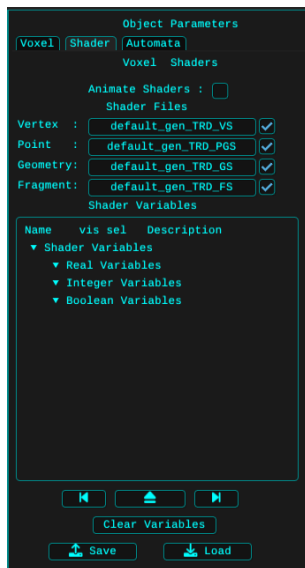 Object Parameters
Voxel Shader Automata
Voxel Shaders
Animate Shaders :
Shader Files
Vertex : default_gen_TRD_VS
Point : default_gen_TRD_PGS
Geometry: default_gen_TRD_GS
Fragment: default_gen_TRD_FS
Shader Variables
Name vis sel Description
Shader Variables
Real Variables
Integer Variables
Boolean Variables
Clear Variables
Save Load